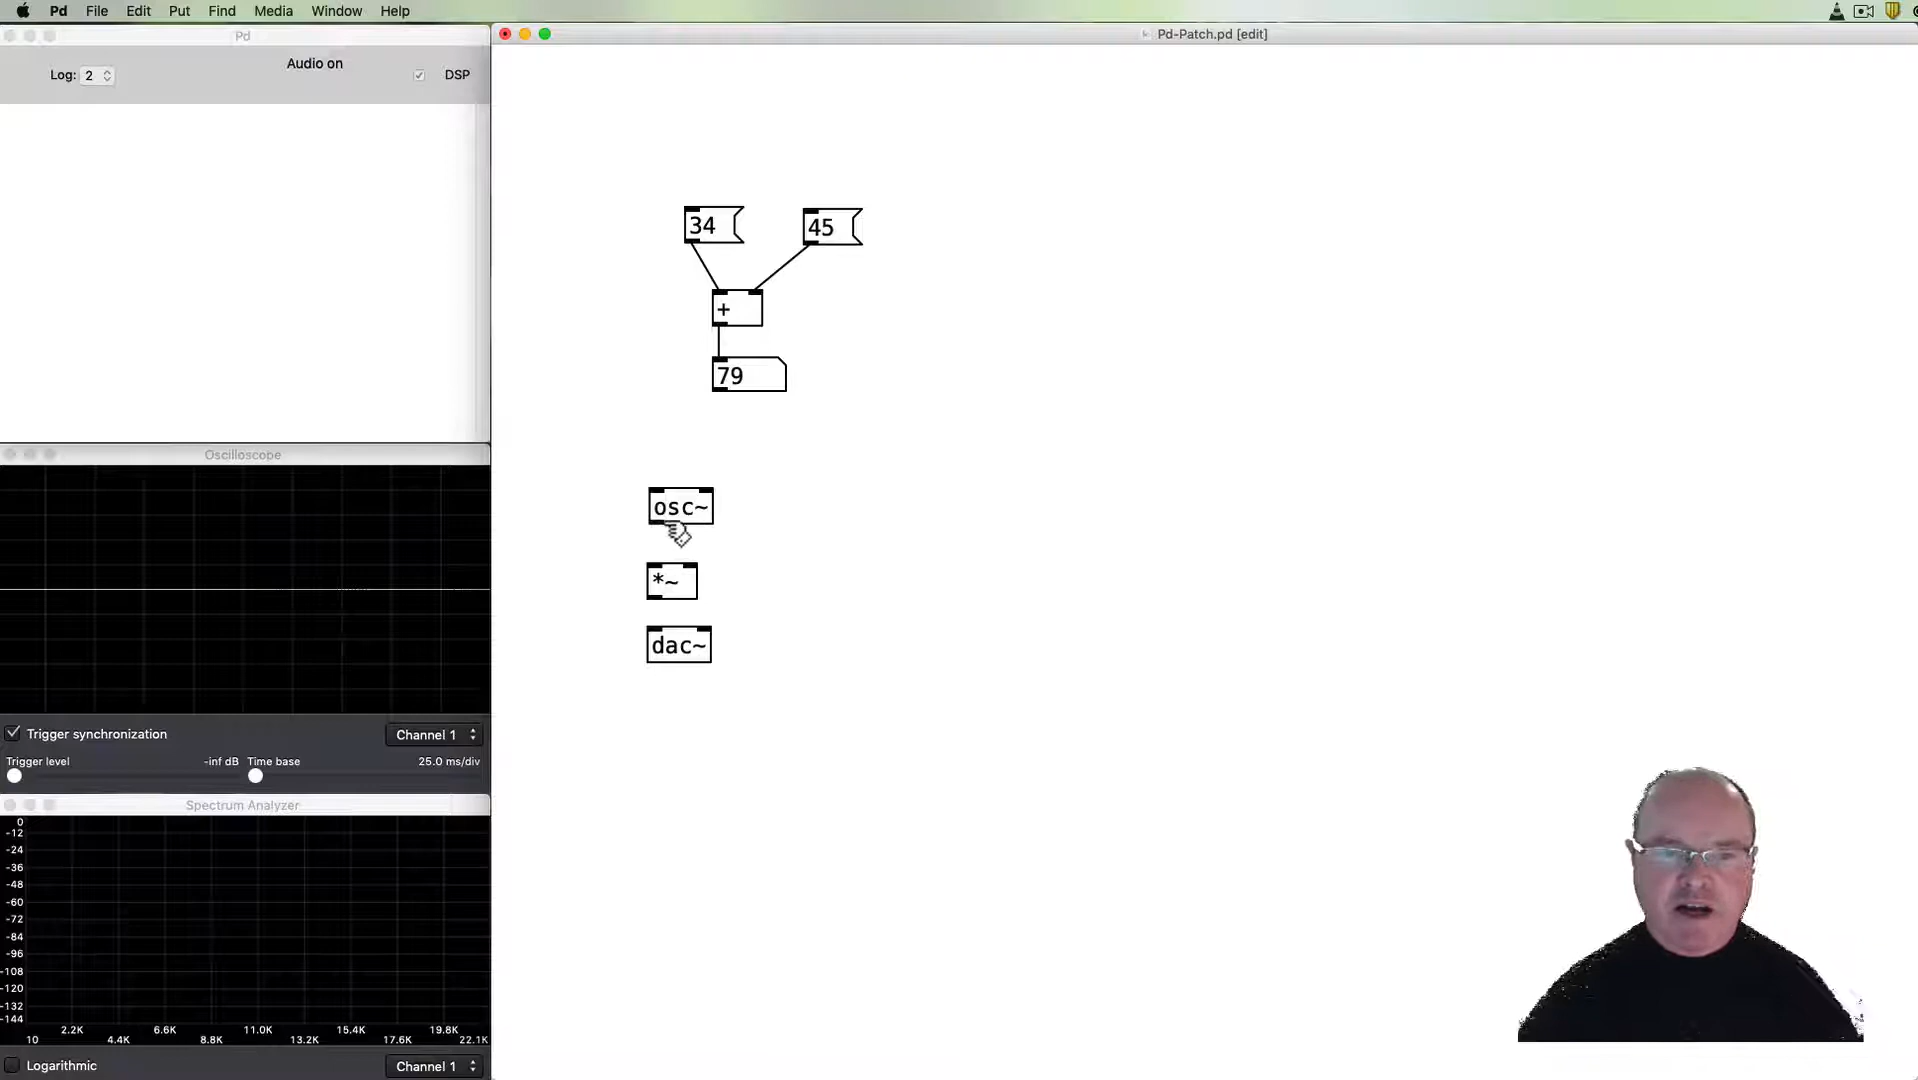 Pd File Edit Put Find Media Window Help
Pd
Log: 2
Audio on
DSP
Pd-Patch.pd [edit]
34
45
+
79
osc~
*~
dac~
Oscilloscope
Trigger synchronization
Channel 1
Trigger level
-inf dB
Time base
25.0 ms/div
Spectrum Analyzer
0
-12
-24
-36
-48
-60
-72
-84
-96
-108
-120
-132
-144
2.2K 6.6K 11.0K 15.4K 19.8K
10 4.4K 8.8K 13.2K 17.6K 22.1K
Logarithmic
Channel 1